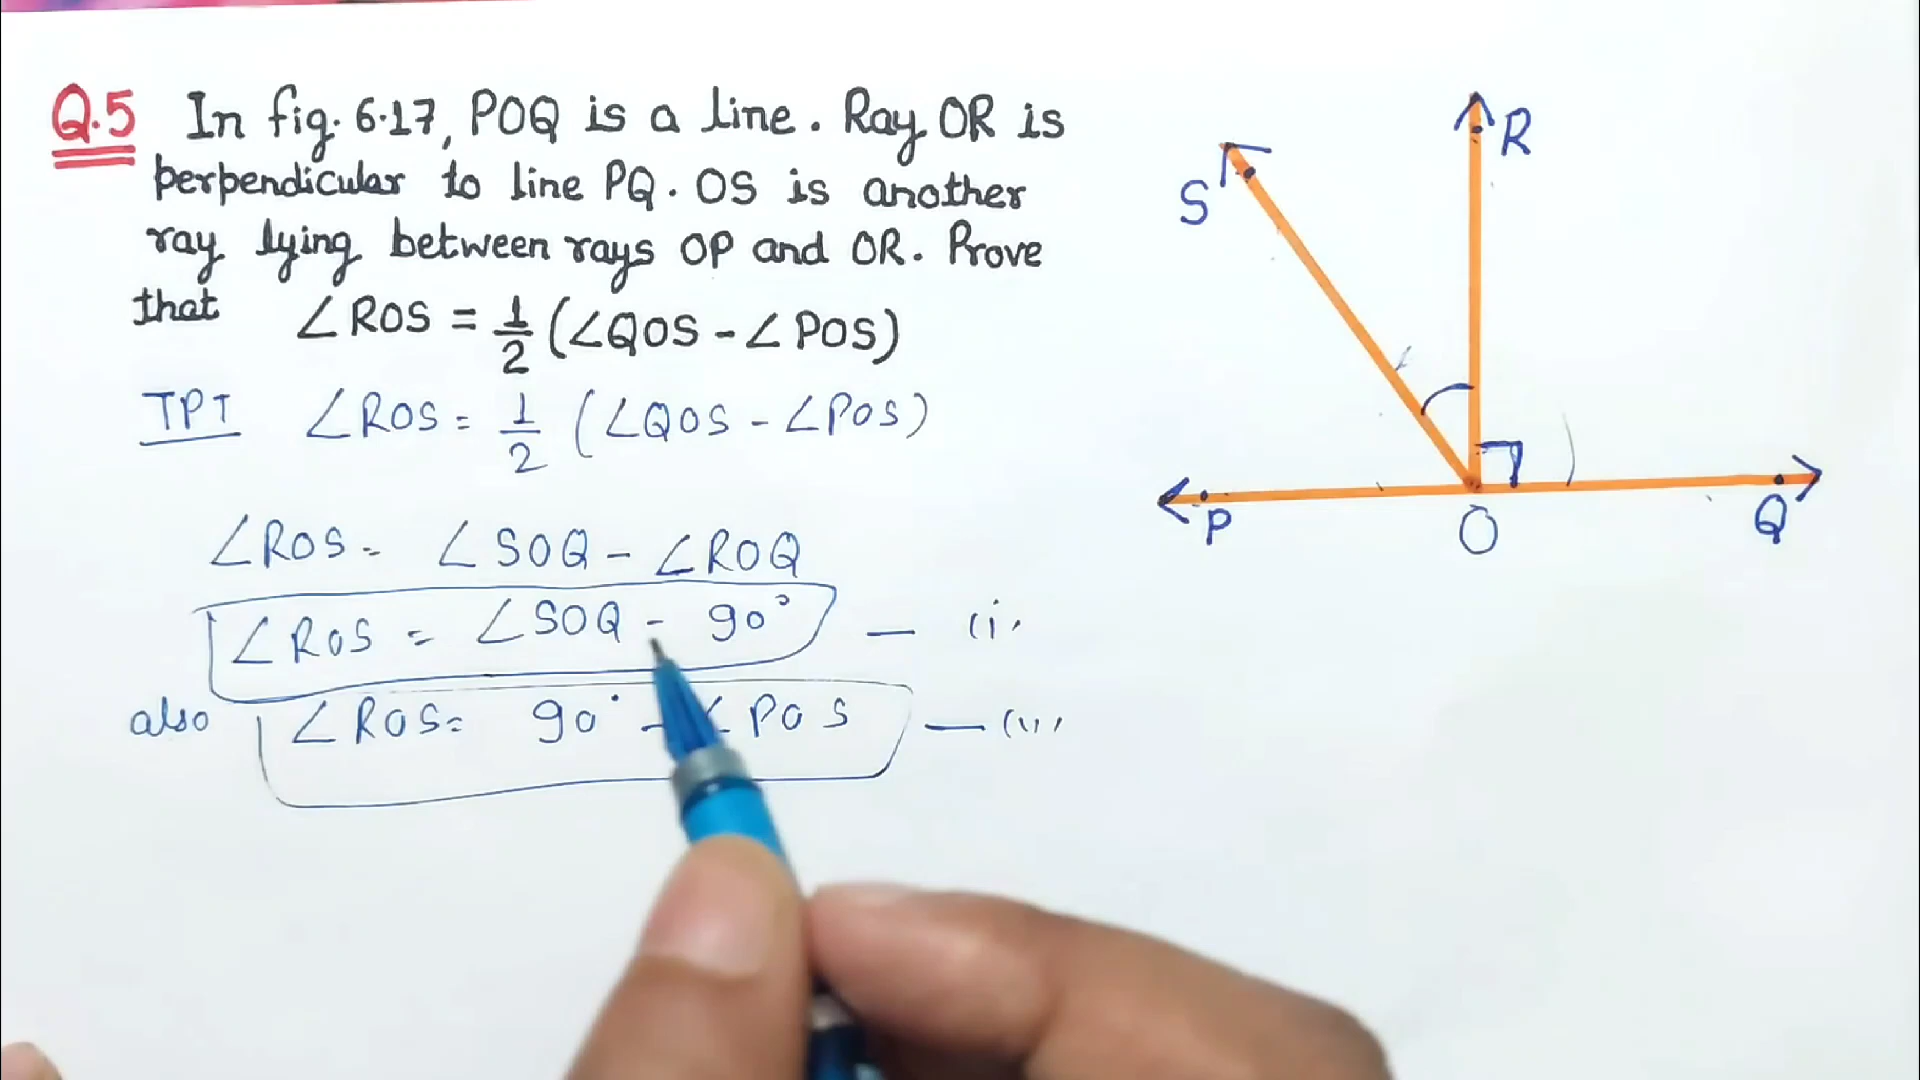 Q.5 In fig. 6.17, POQ is a line. Ray OR is
perpendicular to line PQ. OS is another
ray lying between rays OP and OR. Prove
that ∠ROS = 1/2 (∠QOS - ∠POS)
TPT ∠ROS = 1/2 (∠QOS - ∠POS)
∠ROS = ∠SOQ - ∠ROQ
∠ROS = ∠SOQ - 90° — (i)
also ∠ROS = 90° - ∠POS — (ii)
S
R
P
O
Q